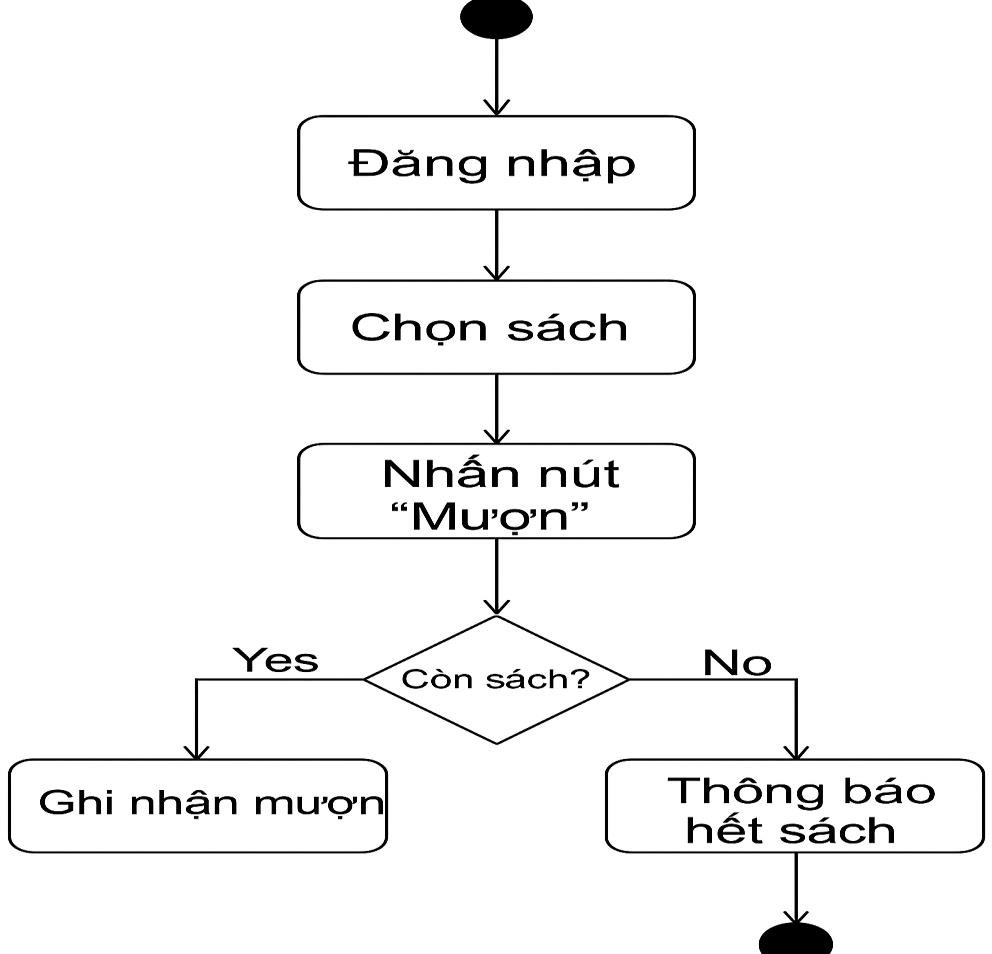 Đăng nhập
Chọn sách
Nhấn nút
“Mượn”
Còn sách?
Yes
No
Ghi nhận mượn
Thông báo
hết sách